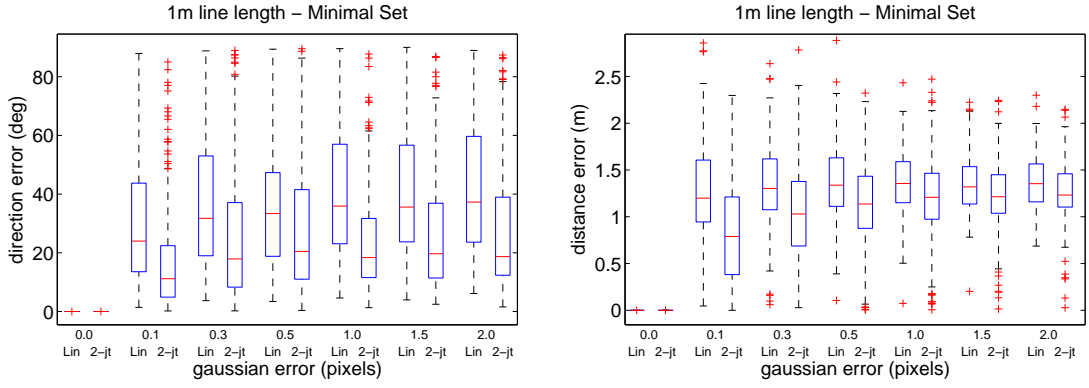 1m line length − Minimal Set
direction error (deg)
80
60
40
20
0
0.0 0.1 0.3 0.5 1.0 1.5 2.0
Lin 2−jt Lin 2−jt Lin 2−jt Lin 2−jt Lin 2−jt Lin 2−jt Lin 2−jt
gaussian error (pixels)
1m line length − Minimal Set
distance error (m)
2.5
2
1.5
1
0.5
0
0.0 0.1 0.3 0.5 1.0 1.5 2.0
Lin 2−jt Lin 2−jt Lin 2−jt Lin 2−jt Lin 2−jt Lin 2−jt Lin 2−jt
gaussian error (pixels)